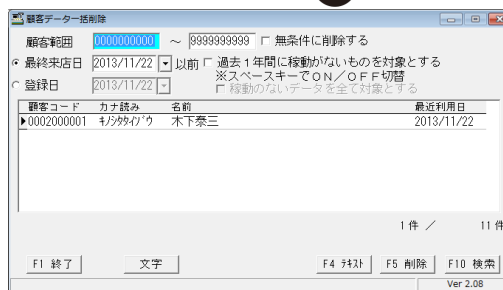 顧客データー括削除
顧客範囲 0000000000 ～ 9999999999 無条件に削除する
最終来店日 2013/11/22 以前 過去1年間に稼動がないものを対象とする
※スペースキーでON／OFF切替
登録日 2013/11/22 稼動のないデータを全て対象とする
顧客コード カナ読み 名前 最近利用日
0002000001 ｷﾉｼﾀﾀｲｿﾞｳ 木下泰三 2013/11/22
1件 ／ 11件
F1 終了 文字 F4 ﾃｷｽﾄ F5 削除 F10 検索
Ver 2.08